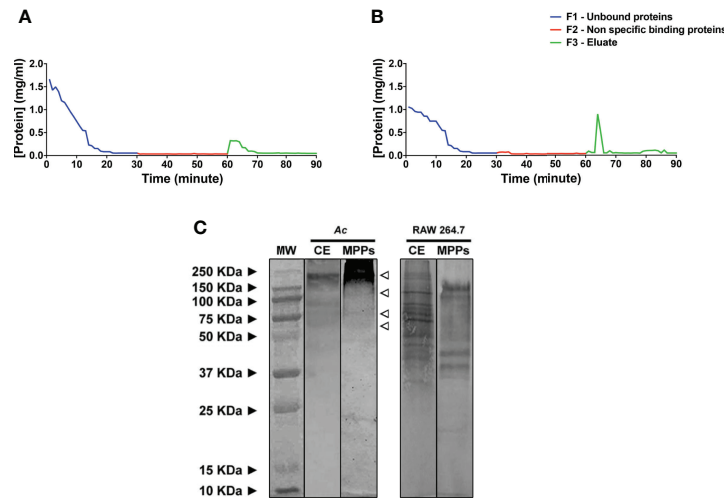 A
B
F1 - Unbound proteins
F2 - Non specific binding proteins
F3 - Eluate
[Protein] (mg/ml)
2.0
1.5
1.0
0.5
0.0
0 10 20 30 40 50 60 70 80 90
Time (minute)
[Protein] (mg/ml)
2.0
1.5
1.0
0.5
0.0
0 10 20 30 40 50 60 70 80 90
Time (minute)
C
Ac RAW 264.7
MW CE MPPs CE MPPs
250 KDa
150 KDa
100 KDa
75 KDa
50 KDa
37 KDa
25 KDa
15 KDa
10 KDa